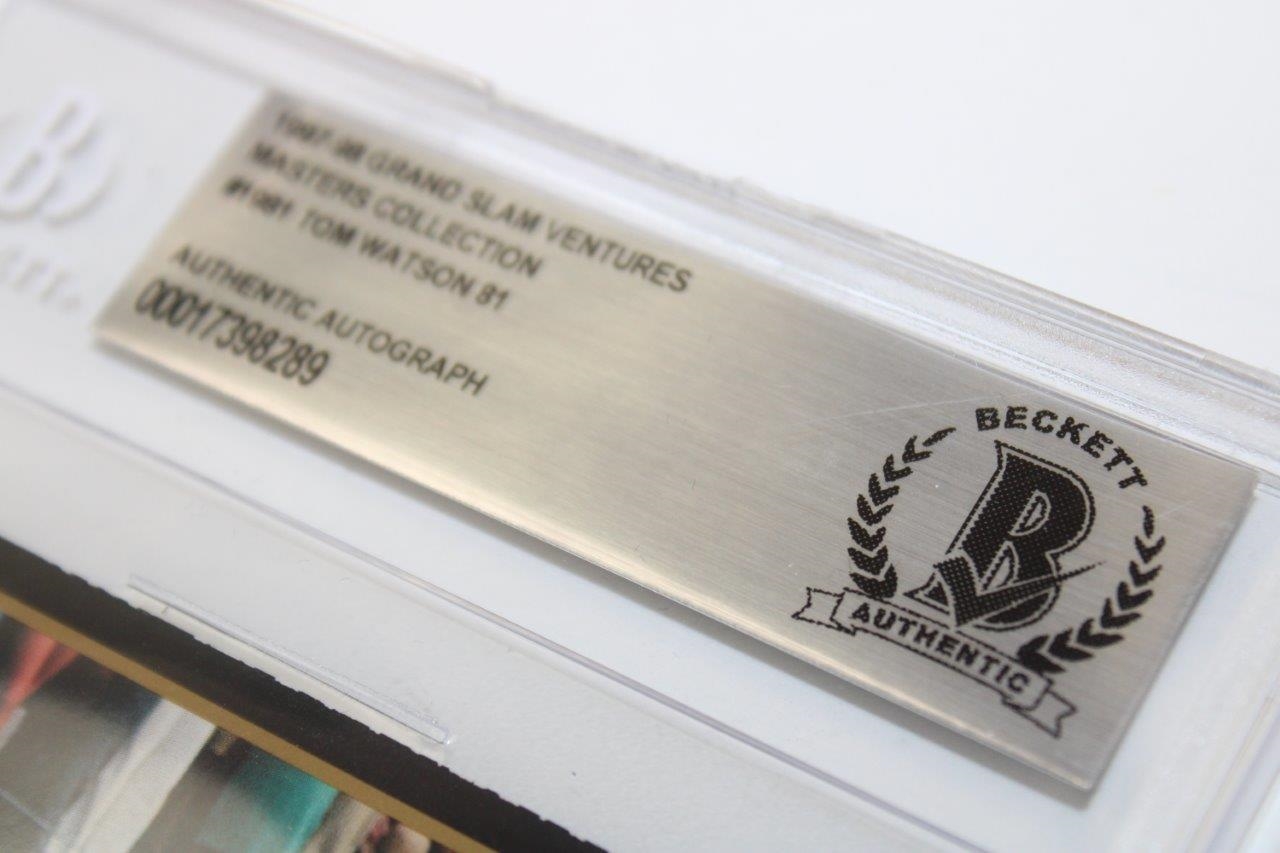 1997-98 GRAND SLAM VENTURES
MASTERS COLLECTION
#1981 TOM WATSON 81
AUTHENTIC AUTOGRAPH
00017398289
BECKETT
B
AUTHENTIC
B